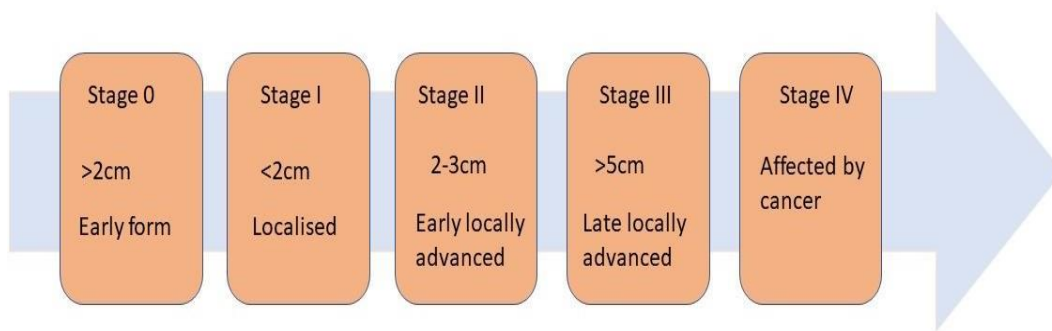 Stage 0
>2cm
Early form
Stage I
<2cm
Localised
Stage II
2-3cm
Early locally
advanced
Stage III
>5cm
Late locally
advanced
Stage IV
Affected by
cancer